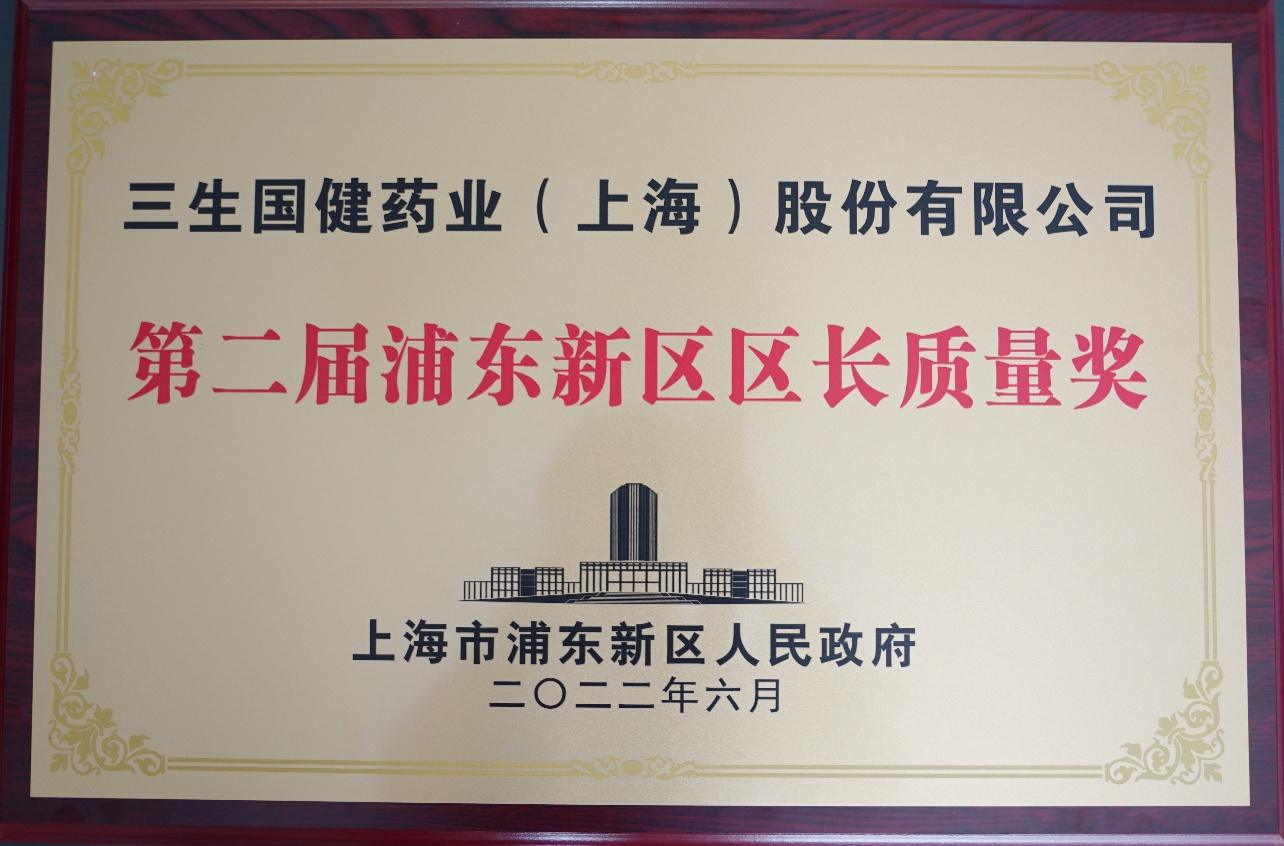 三生国健药业（上海）股份有限公司
第二届浦东新区区长质量奖
上海市浦东新区人民政府
二〇二二年六月